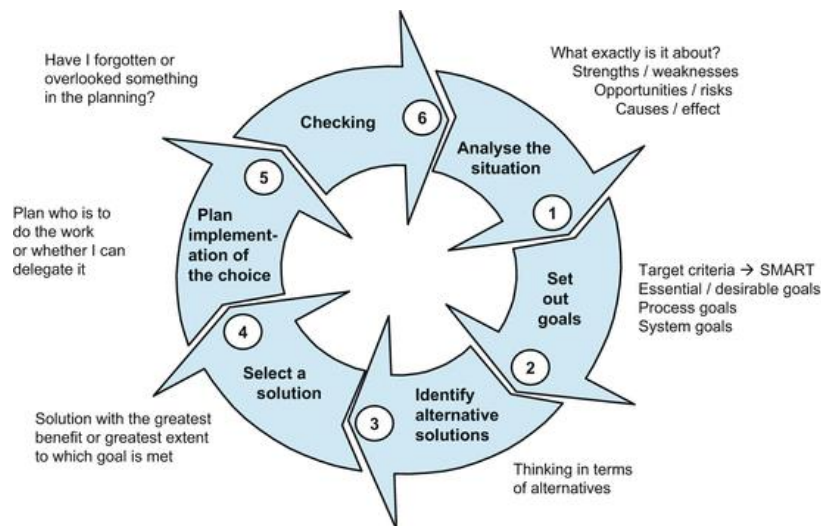 What exactly is it about?
Strengths / weaknesses
Opportunities / risks
Causes / effect
Analyse the
situation
1
Target criteria → SMART
Essential / desirable goals
Process goals
System goals
Set
out
goals
2
Identify
alternative
solutions
3
Thinking in terms
of alternatives
Select a
solution
4
Solution with the greatest
benefit or greatest extent
to which goal is met
Plan
implement-
ation of
the choice
5
Plan who is to
do the work
or whether I can
delegate it
Checking
6
Have I forgotten or
overlooked something
in the planning?